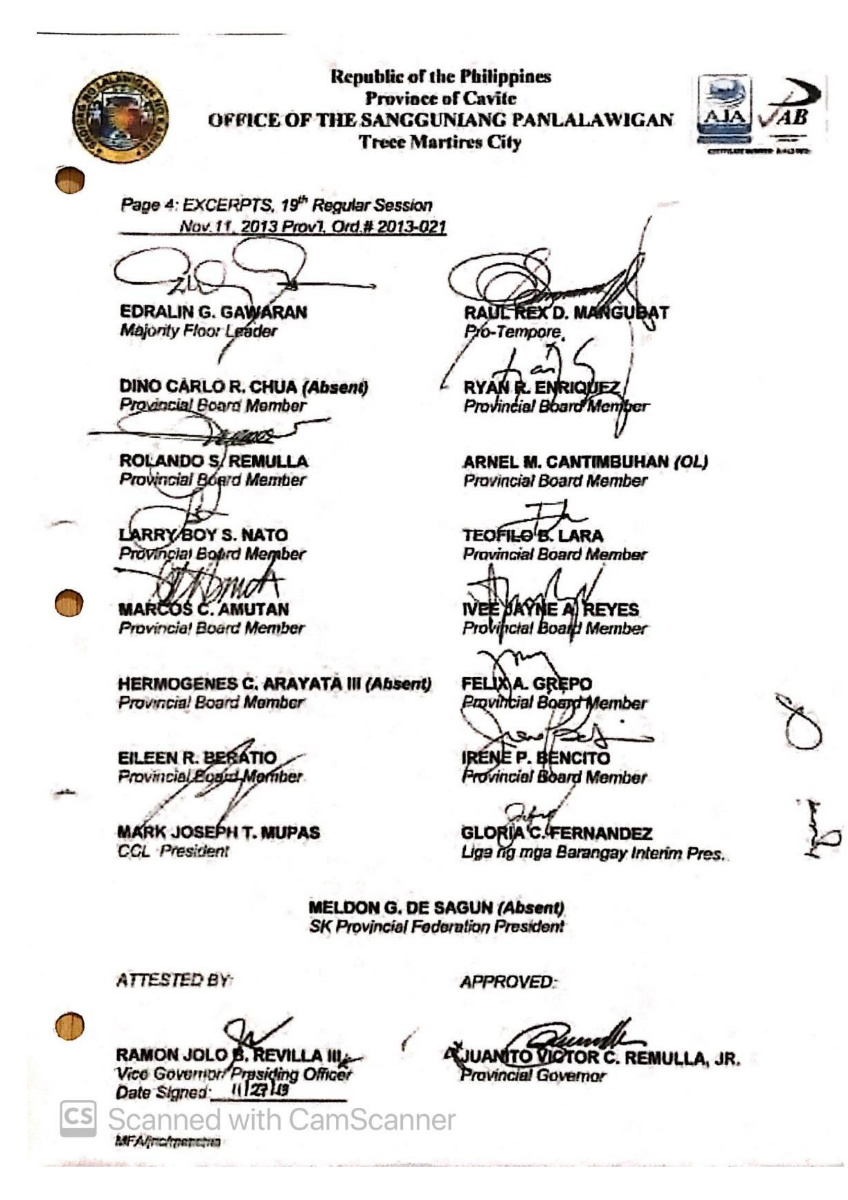 Republic of the Philippines
Province of Cavite
OFFICE OF THE SANGGUNIANG PANLALAWIGAN
Trece Martires City
AJA
JAB
Page 4: EXCERPTS, 19th Regular Session
Nov. 11, 2013 Prov'l. Ord.# 2013-021
EDRALIN G. GAWARAN
Majority Floor Leader
RAUL REX D. MANGUBAT
Pro-Tempore
DINO CARLO R. CHUA (Absent)
Provincial Board Member
RYAN R. ENRIQUEZ
Provincial Board Member
ROLANDO S. REMULLA
Provincial Board Member
ARNEL M. CANTIMBUHAN (OL)
Provincial Board Member
LARRY BOY S. NATO
Provincial Board Member
TEOFILO B. LARA
Provincial Board Member
MARCOS C. AMUTAN
Provincial Board Member
IVEE JAYNE A. REYES
Provincial Board Member
HERMOGENES C. ARAYATA III (Absent)
Provincial Board Member
FELIX A. GREPO
Provincial Board Member
EILEEN R. BERATIO
Provincial Board Member
IRENE P. BENCITO
Provincial Board Member
MARK JOSEPH T. MUPAS
CCL President
GLORIA C. FERNANDEZ
Liga ng mga Barangay Interim Pres.
MELDON G. DE SAGUN (Absent)
SK Provincial Federation President
ATTESTED BY:
APPROVED:
RAMON JOLO B. REVILLA III
Vice Governor/Presiding Officer
Date Signed: 11/27/13
JUANITO VICTOR C. REMULLA, JR.
Provincial Governor
CS Scanned with CamScanner